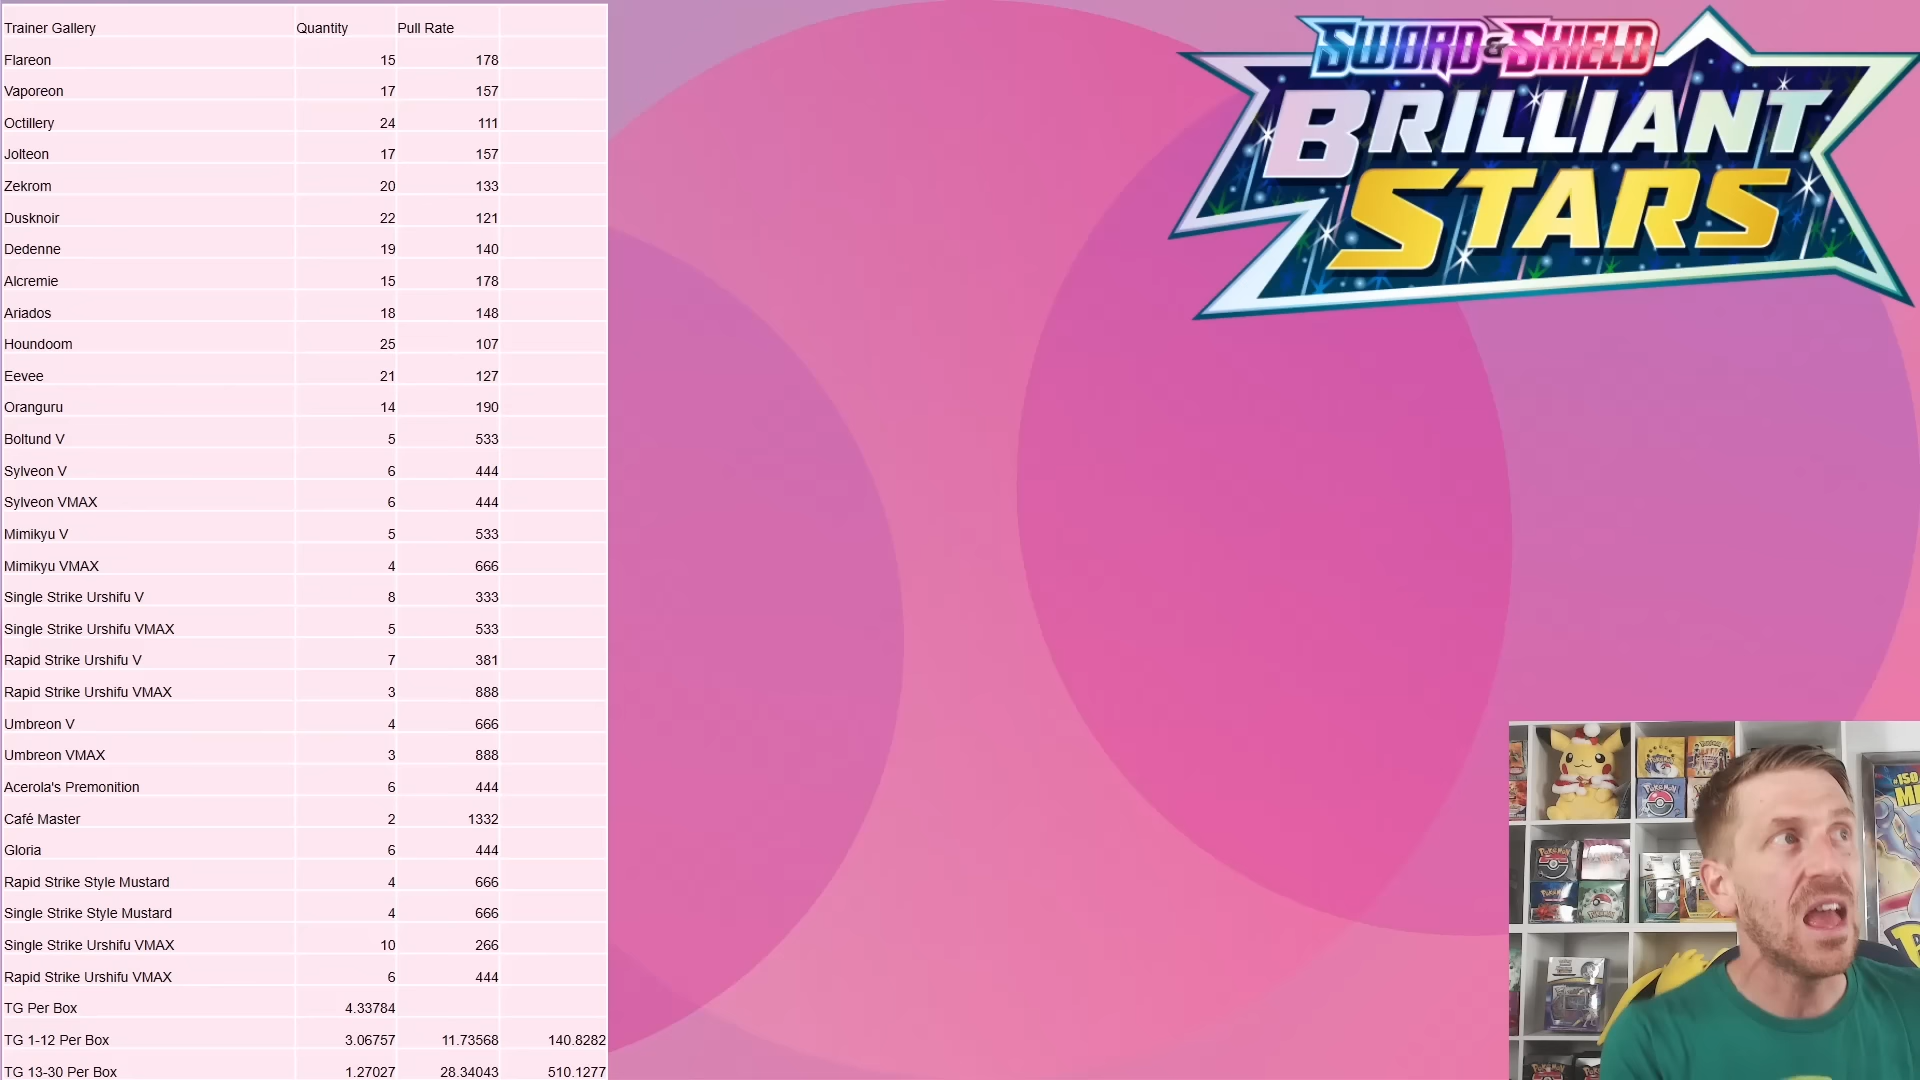 Trainer Gallery Quantity Pull Rate
Flareon 15 178
Vaporeon 17 157
Octillery 24 111
Jolteon 17 157
Zekrom 20 133
Dusknoir 22 121
Dedenne 19 140
Alcremie 15 178
Ariados 18 148
Houndoom 25 107
Eevee 21 127
Oranguru 14 190
Boltund V 5 533
Sylveon V 6 444
Sylveon VMAX 6 444
Mimikyu V 5 533
Mimikyu VMAX 4 666
Single Strike Urshifu V 8 333
Single Strike Urshifu VMAX 5 533
Rapid Strike Urshifu V 7 381
Rapid Strike Urshifu VMAX 3 888
Umbreon V 4 666
Umbreon VMAX 3 888
Acerola's Premonition 6 444
Café Master 2 1332
Gloria 6 444
Rapid Strike Style Mustard 4 666
Single Strike Style Mustard 4 666
Single Strike Urshifu VMAX 10 266
Rapid Strike Urshifu VMAX 6 444
TG Per Box 4.33784
TG 1-12 Per Box 3.06757 11.73568 140.8282
TG 13-30 Per Box 1.27027 28.34043 510.1277
SWORD & SHIELD
BRILLIANT
STARS